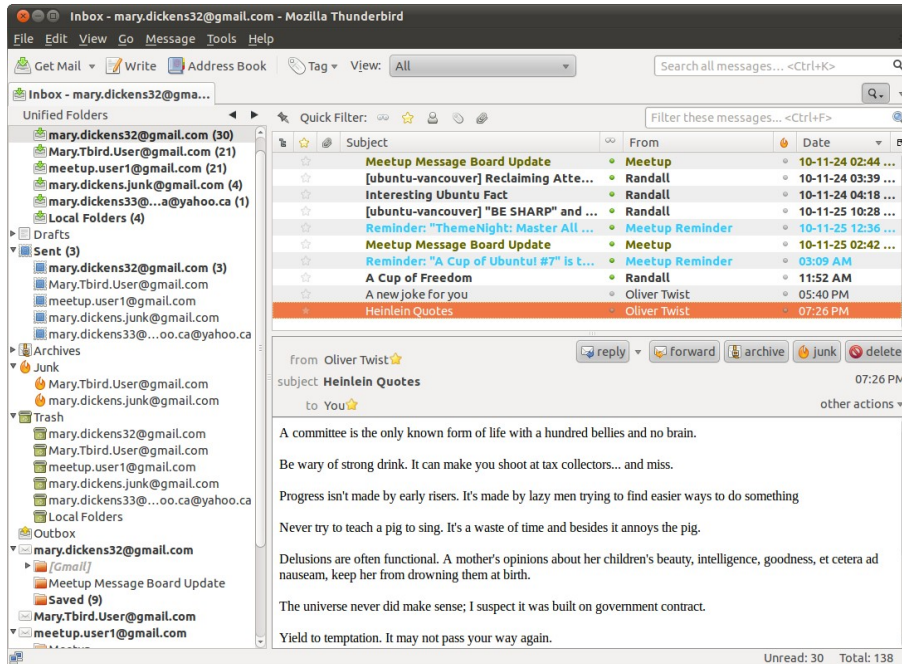 Inbox - mary.dickens32@gmail.com - Mozilla Thunderbird
File Edit View Go Message Tools Help
Get Mail Write Address Book Tag View: All Search all messages... <Ctrl+K>
Inbox - mary.dickens32@gma...
Unified Folders
mary.dickens32@gmail.com (30)
Mary.Tbird.User@gmail.com (21)
meetup.user1@gmail.com (21)
mary.dickens.junk@gmail.com (4)
mary.dickens33@...a@yahoo.ca (1)
Local Folders (4)
Drafts
Sent (3)
mary.dickens32@gmail.com (3)
Mary.Tbird.User@gmail.com
meetup.user1@gmail.com
mary.dickens.junk@gmail.com
mary.dickens33@...oo.ca@yahoo.ca
Archives
Junk
Mary.Tbird.User@gmail.com
mary.dickens.junk@gmail.com
Trash
mary.dickens32@gmail.com
Mary.Tbird.User@gmail.com
meetup.user1@gmail.com
mary.dickens.junk@gmail.com
mary.dickens33@...oo.ca@yahoo.ca
Local Folders
Outbox
mary.dickens32@gmail.com
[Gmail]
Meetup Message Board Update
Saved (9)
Mary.Tbird.User@gmail.com
meetup.user1@gmail.com
Quick Filter: Filter these messages... <Ctrl+F>
Subject From Date
Meetup Message Board Update Meetup 10-11-24 02:44 ...
[ubuntu-vancouver] Reclaiming Atte... Randall 10-11-24 03:39 ...
Interesting Ubuntu Fact Randall 10-11-24 04:18 ...
[ubuntu-vancouver] "BE SHARP" and ... Randall 10-11-25 10:28 ...
Reminder: "ThemeNight: Master All ... Meetup Reminder 10-11-25 12:36 ...
Meetup Message Board Update Meetup 10-11-25 02:42 ...
Reminder: "A Cup of Ubuntu! #7" is t... Meetup Reminder 03:09 AM
A Cup of Freedom Randall 11:52 AM
A new joke for you Oliver Twist 05:40 PM
Heinlein Quotes Oliver Twist 07:26 PM
from Oliver Twist reply forward archive junk delete
subject Heinlein Quotes 07:26 PM
to You other actions
A committee is the only known form of life with a hundred bellies and no brain.
Be wary of strong drink. It can make you shoot at tax collectors... and miss.
Progress isn't made by early risers. It's made by lazy men trying to find easier ways to do something
Never try to teach a pig to sing. It's a waste of time and besides it annoys the pig.
Delusions are often functional. A mother's opinions about her children's beauty, intelligence, goodness, et cetera ad
nauseam, keep her from drowning them at birth.
The universe never did make sense; I suspect it was built on government contract.
Yield to temptation. It may not pass your way again.
Unread: 30 Total: 138